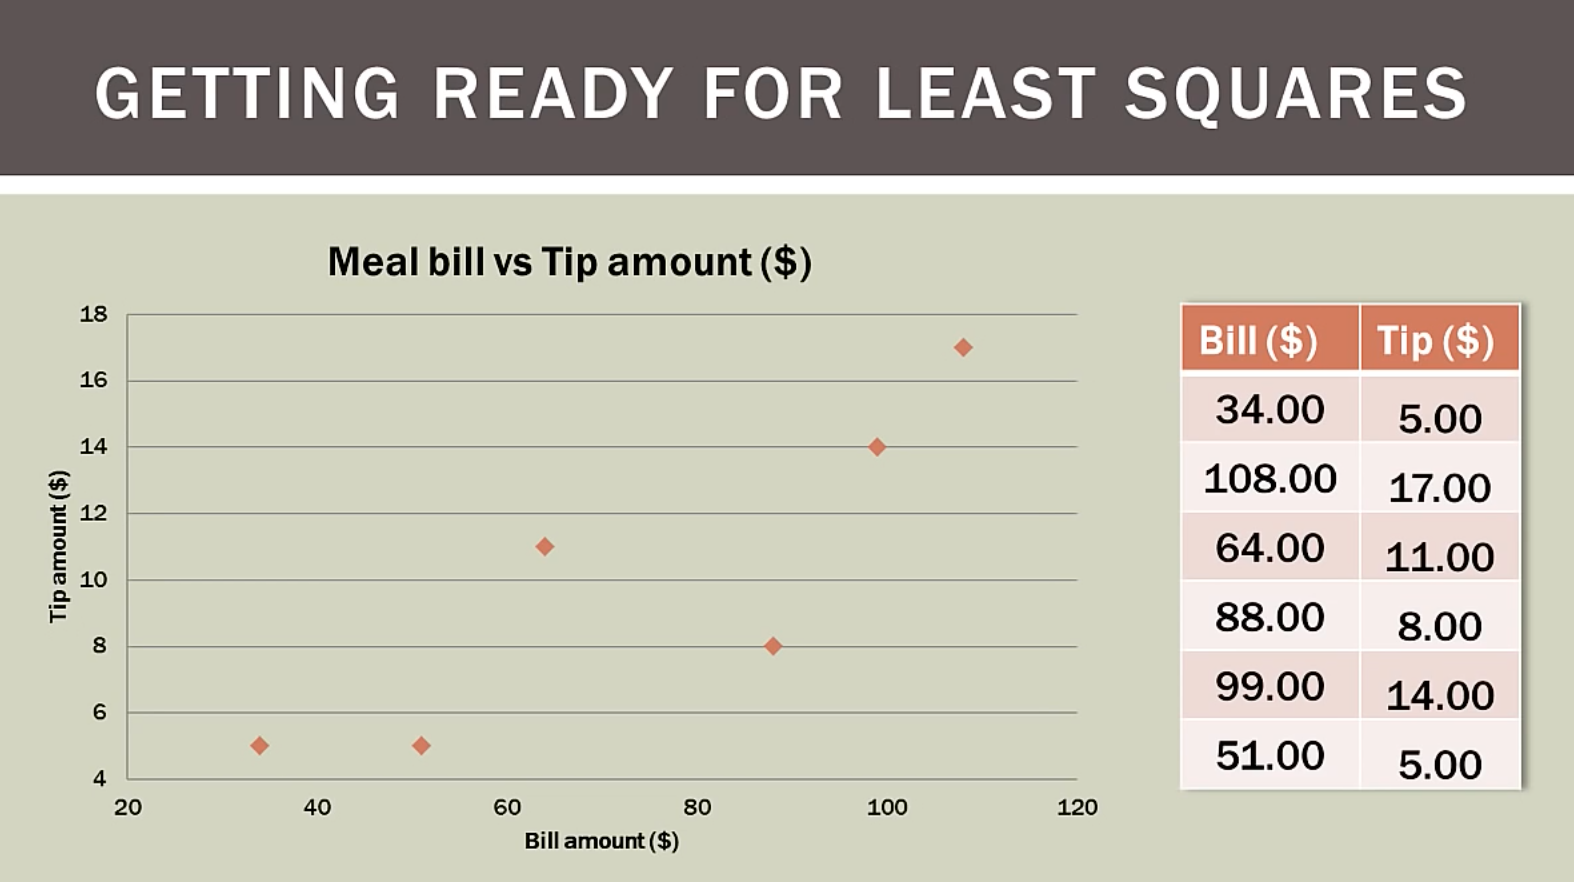 GETTING READY FOR LEAST SQUARES
Meal bill vs Tip amount ($)
18
16
14
12
10
8
6
4
Tip amount ($)
20 40 60 80 100 120
Bill amount ($)
Bill ($) Tip ($)
34.00 5.00
108.00 17.00
64.00 11.00
88.00 8.00
99.00 14.00
51.00 5.00